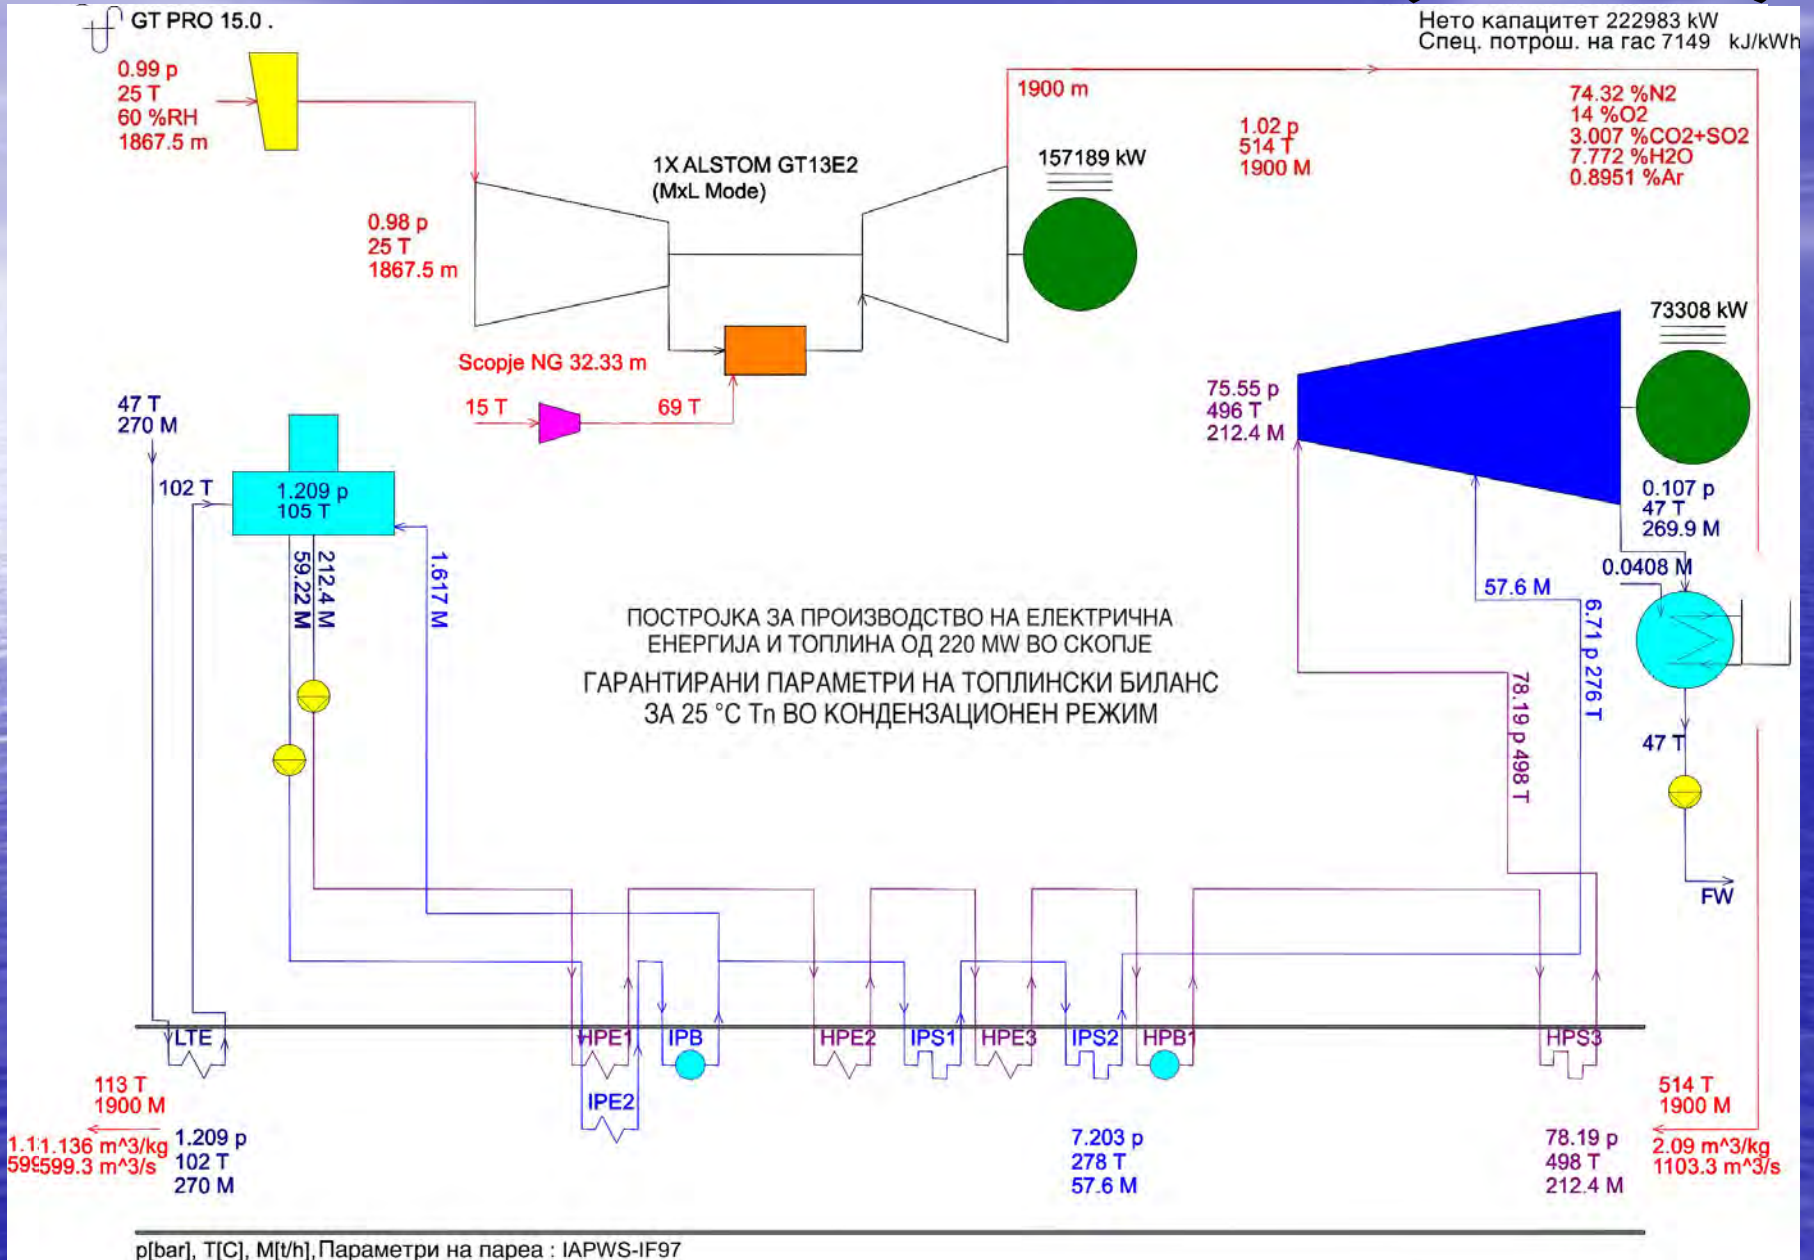 GT PRO 15.0 .
Нето капацитет 222983 kW
Спец. потрош. на гас 7149 kJ/kWh
0.99 p
25 T
60 %RH
1867.5 m
1900 m
1.02 p
514 T
1900 M
74.32 %N2
14 %O2
3.007 %CO2+SO2
7.772 %H2O
0.8951 %Ar
1X ALSTOM GT13E2
(MxL Mode)
157189 kW
0.98 p
25 T
1867.5 m
Scopje NG 32.33 m
15 T
69 T
73308 kW
75.55 p
496 T
212.4 M
47 T
270 M
102 T
1.209 p
105 T
0.107 p
47 T
269.9 M
0.0408 M
59.22 M
212.4 M
1.617 M
57.6 M
6.71 p 276 T
78.19 p 498 T
47 T
FW
ПОСТРОЈКА ЗА ПРОИЗВОДСТВО НА ЕЛЕКТРИЧНА
ЕНЕРГИЈА И ТОПЛИНА ОД 220 MW ВО СКОПЈЕ
ГАРАНТИРАНИ ПАРАМЕТРИ НА ТОПЛИНСКИ БИЛАНС
ЗА 25 °C Tn ВО КОНДЕНЗАЦИОНЕН РЕЖИМ
LTE
HPE1
IPB
HPE2
IPS1
HPE3
IPS2
HPB1
HPS3
IPE2
113 T
1900 M
1.136 m^3/kg
599.3 m^3/s
1.209 p
102 T
270 M
7.203 p
278 T
57.6 M
78.19 p
498 T
212.4 M
514 T
1900 M
2.09 m^3/kg
1103.3 m^3/s
p[bar], T[C], M[t/h], Параметри на пареа : IAPWS-IF97